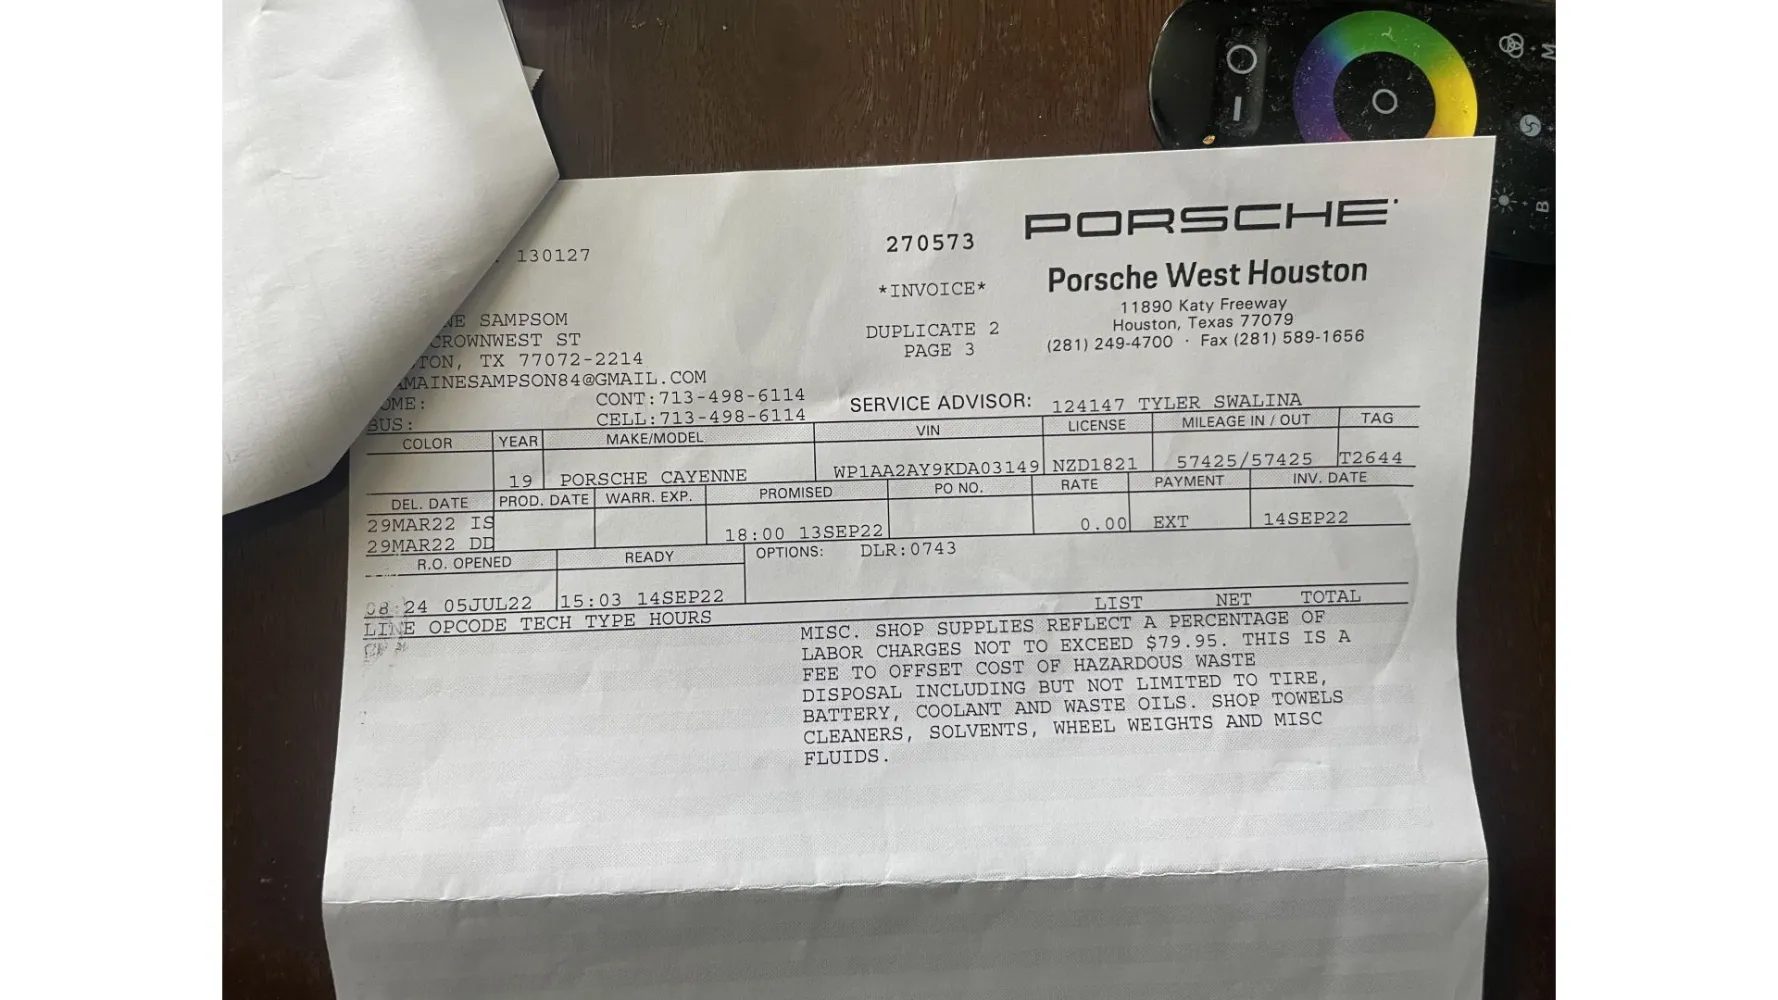 PORSCHE
130127
270573
Porsche West Houston
*INVOICE*
11890 Katy Freeway
Houston, Texas 77079
(281) 249-4700 · Fax (281) 589-1656
NE SAMPSOM
CROWNWEST ST
TON, TX 77072-2214
AMAINESAMPSON84@GMAIL.COM
DUPLICATE 2
PAGE 3
OME: CONT:713-498-6114
BUS: CELL:713-498-6114
SERVICE ADVISOR: 124147 TYLER SWALINA
COLOR YEAR MAKE/MODEL VIN LICENSE MILEAGE IN / OUT TAG
19 PORSCHE CAYENNE WP1AA2AY9KDA03149 NZD1821 57425/57425 T2644
DEL. DATE PROD. DATE WARR. EXP. PROMISED PO NO. RATE PAYMENT INV. DATE
29MAR22 IS
29MAR22 DD 18:00 13SEP22 0.00 EXT 14SEP22
R.O. OPENED READY OPTIONS: DLR:0743
08:24 05JUL22 15:03 14SEP22
LINE OPCODE TECH TYPE HOURS LIST NET TOTAL
MISC. SHOP SUPPLIES REFLECT A PERCENTAGE OF
LABOR CHARGES NOT TO EXCEED $79.95. THIS IS A
FEE TO OFFSET COST OF HAZARDOUS WASTE
DISPOSAL INCLUDING BUT NOT LIMITED TO TIRE,
BATTERY, COOLANT AND WASTE OILS. SHOP TOWELS
CLEANERS, SOLVENTS, WHEEL WEIGHTS AND MISC
FLUIDS.
M
B